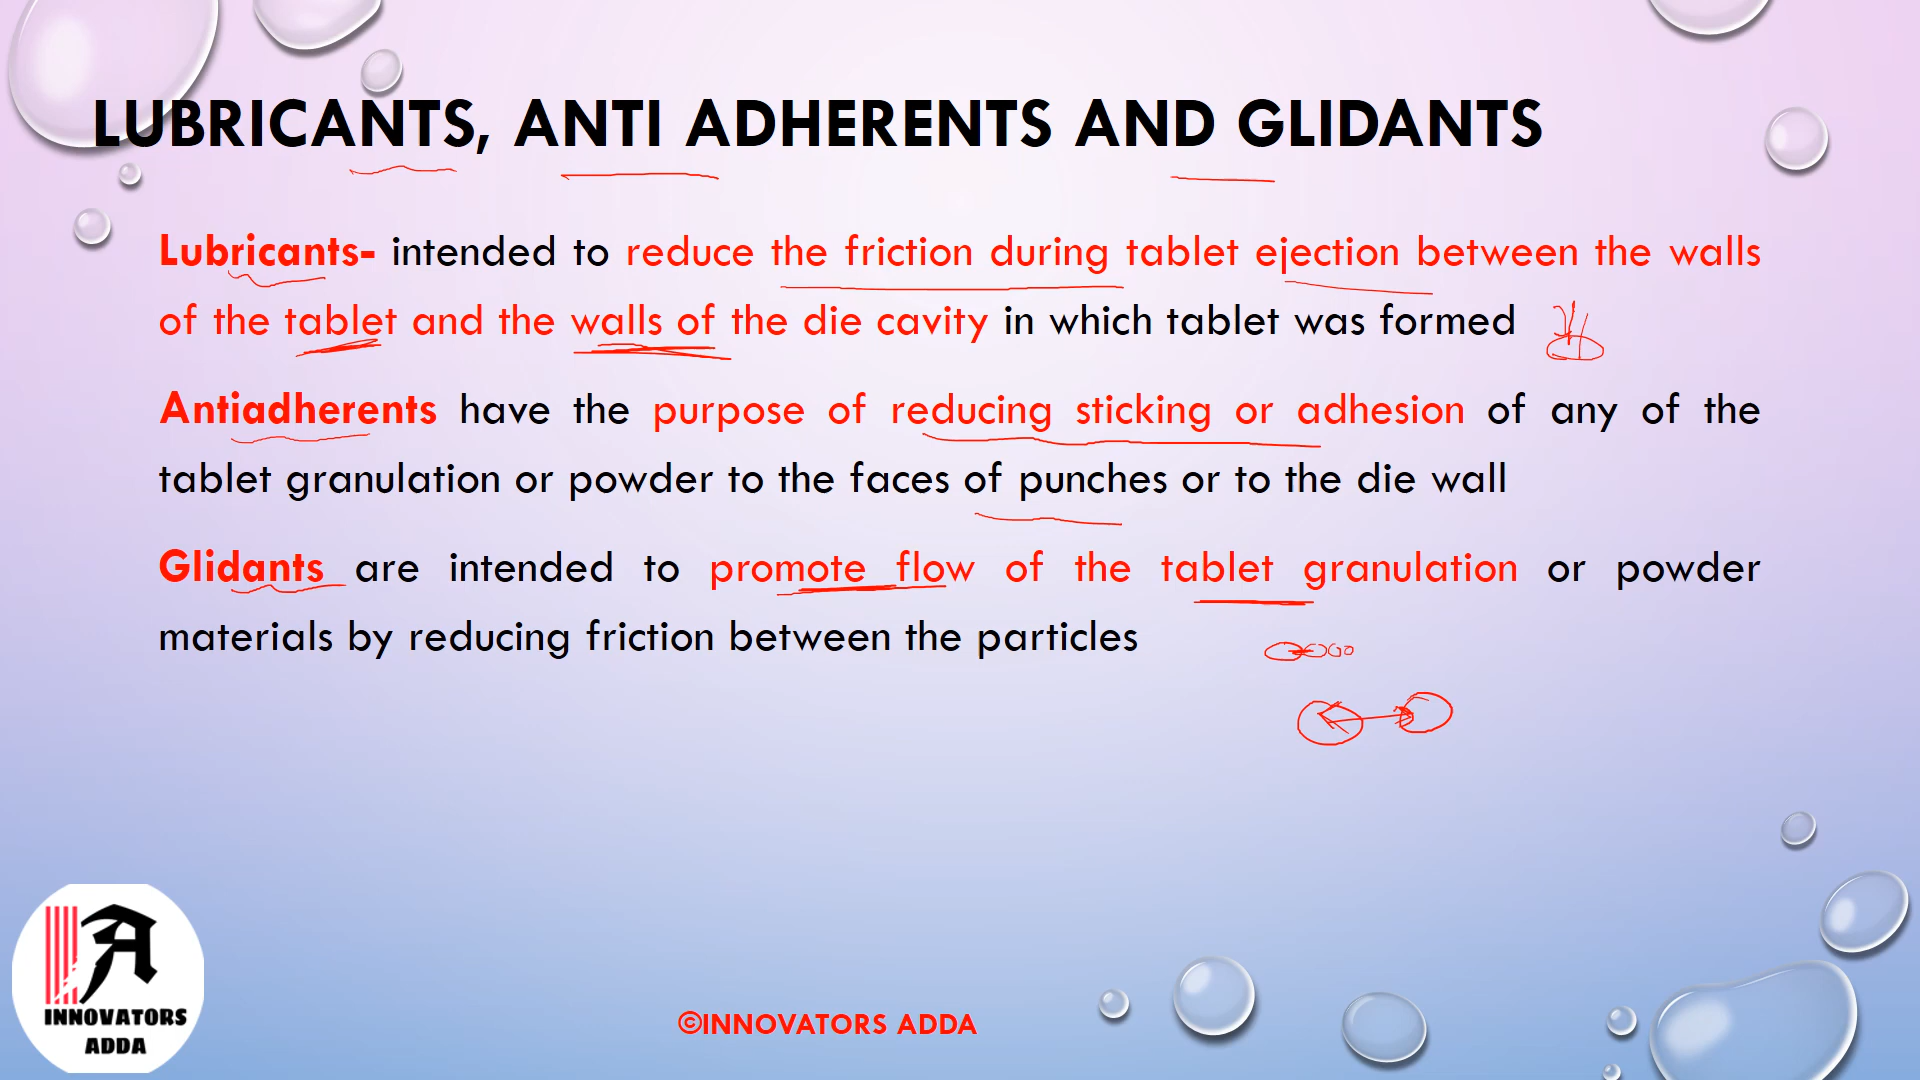 LUBRICANTS, ANTI ADHERENTS AND GLIDANTS
Lubricants- intended to reduce the friction during tablet ejection between the walls
of the tablet and the walls of the die cavity in which tablet was formed
Antiadherents have the purpose of reducing sticking or adhesion of any of the
tablet granulation or powder to the faces of punches or to the die wall
Glidants are intended to promote flow of the tablet granulation or powder
materials by reducing friction between the particles
A
INNOVATORS
ADDA
©INNOVATORS ADDA